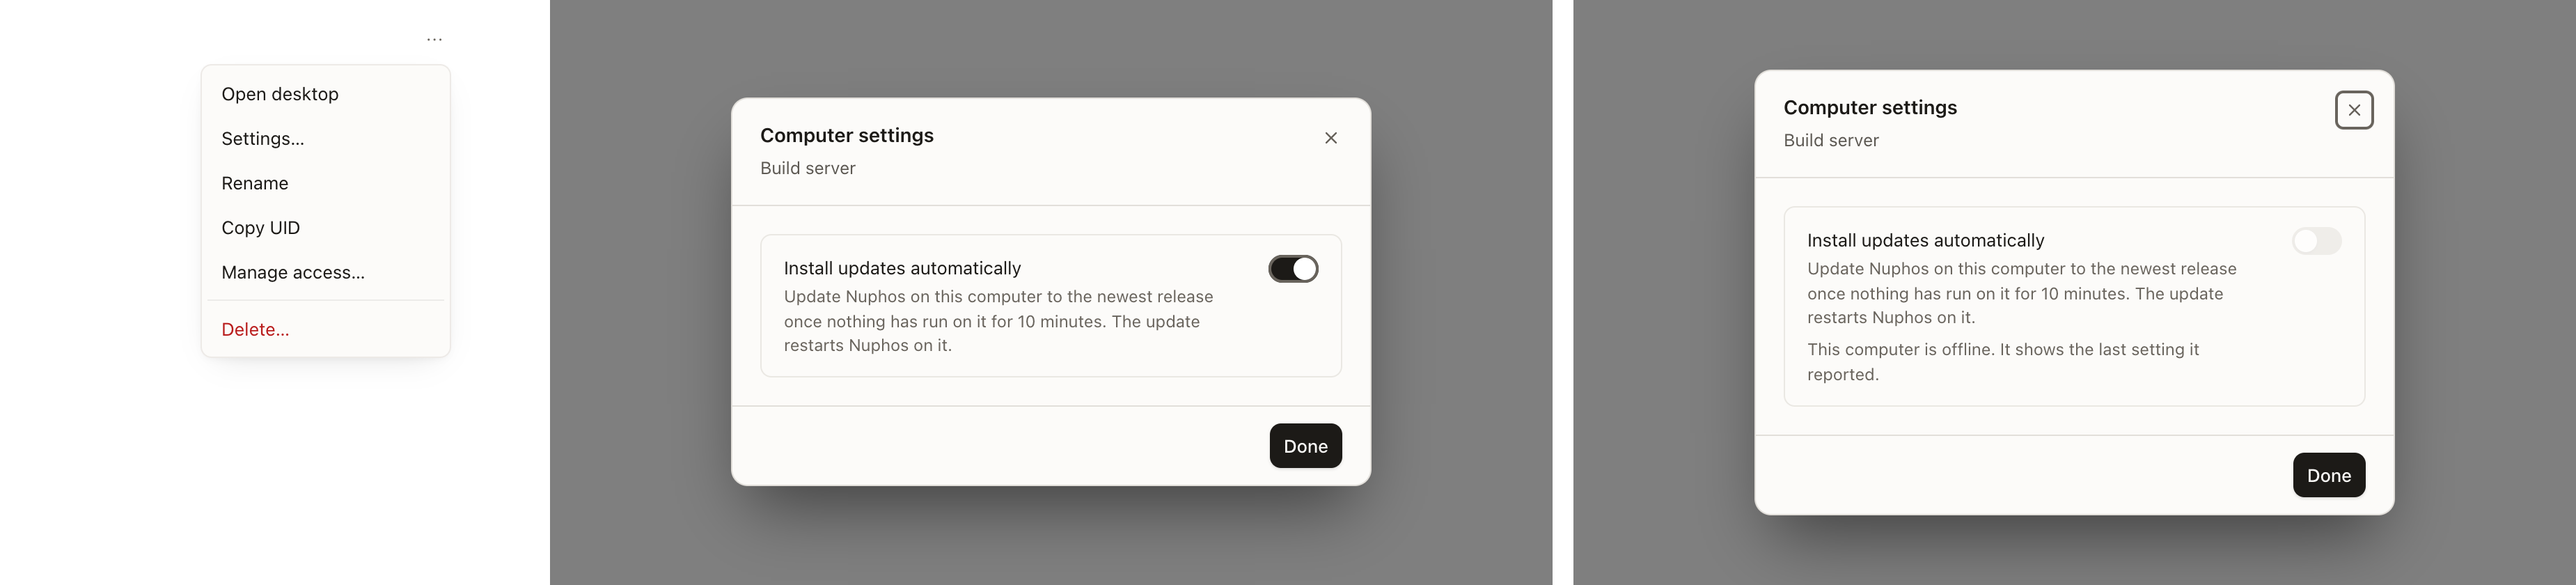 ...
Open desktop
Settings...
Rename
Copy UID
Manage access...
Delete...
Computer settings
Build server
Install updates automatically
Update Nuphos on this computer to the newest release
once nothing has run on it for 10 minutes. The update
restarts Nuphos on it.
Done
Computer settings
Build server
Install updates automatically
Update Nuphos on this computer to the newest release
once nothing has run on it for 10 minutes. The update
restarts Nuphos on it.
This computer is offline. It shows the last setting it
reported.
Done